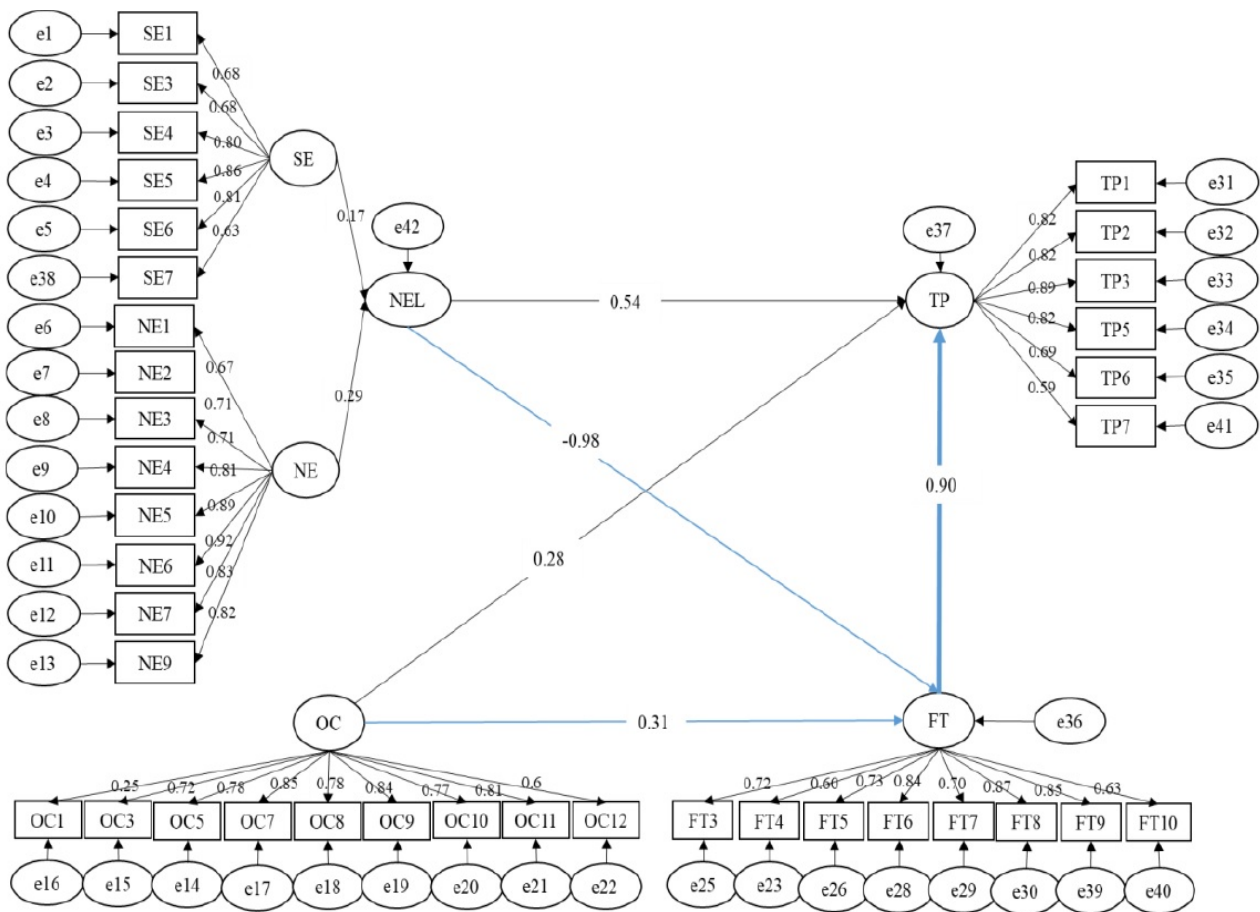 e1 SE1
0.68
e2 SE3
0.68
e3 SE4
0.80
SE
e4 SE5
0.86
e5 SE6
0.81
0.63
e38 SE7
0.17
e42
NEL
e6 NE1
0.67
e7 NE2
0.71
e8 NE3
0.71
0.29
e9 NE4
0.81
NE
e10 NE5
0.89
e11 NE6
0.92
0.83
e12 NE7
0.82
e13 NE9
0.54
-0.98
0.28
0.90
0.31
e37
TP
TP1 e31
0.82
TP2 e32
0.82
TP3 e33
0.89
TP5 e34
0.82
TP6 e35
0.69
0.59
TP7 e41
OC
0.25 0.72 0.78 0.85 0.78 0.84 0.77 0.81 0.6
OC1 OC3 OC5 OC7 OC8 OC9 OC10 OC11 OC12
e16 e15 e14 e17 e18 e19 e20 e21 e22
FT e36
0.72 0.60 0.73 0.84 0.70 0.87 0.85 0.63
FT3 FT4 FT5 FT6 FT7 FT8 FT9 FT10
e25 e23 e26 e28 e29 e30 e39 e40